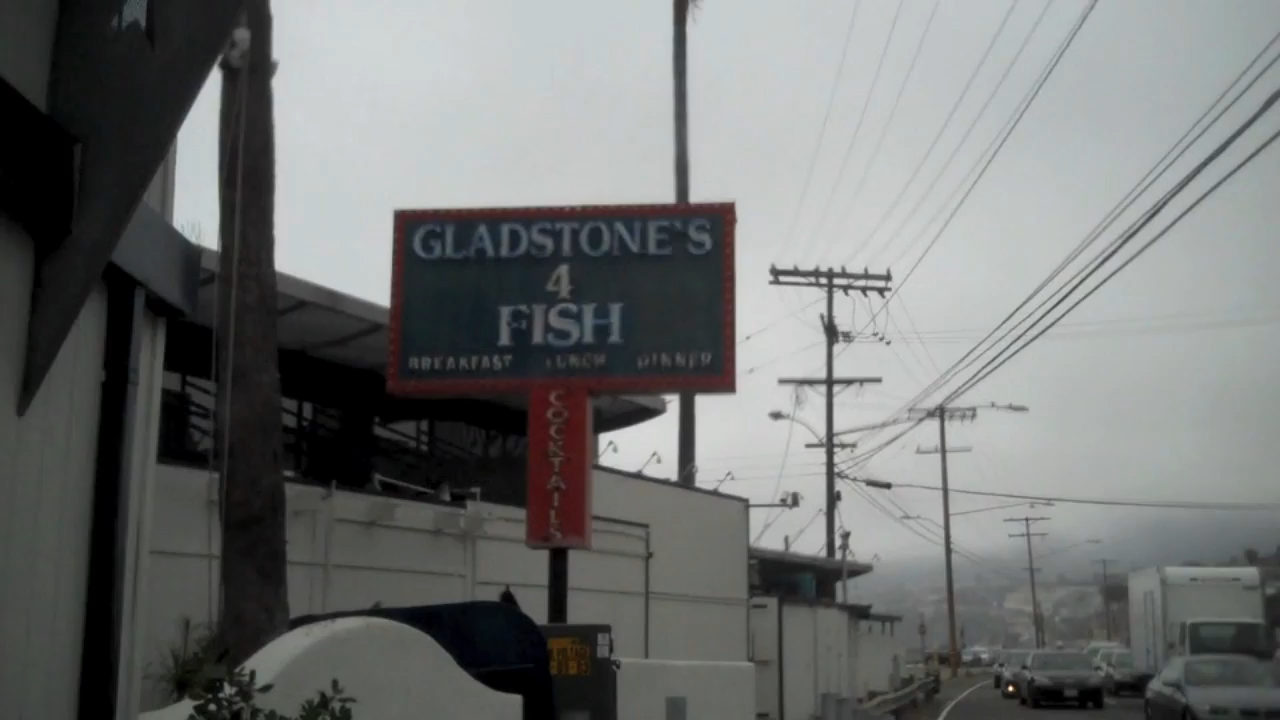 GLADSTONE'S
4
FISH
BREAKFAST LUNCH DINNER
COCKTAILS